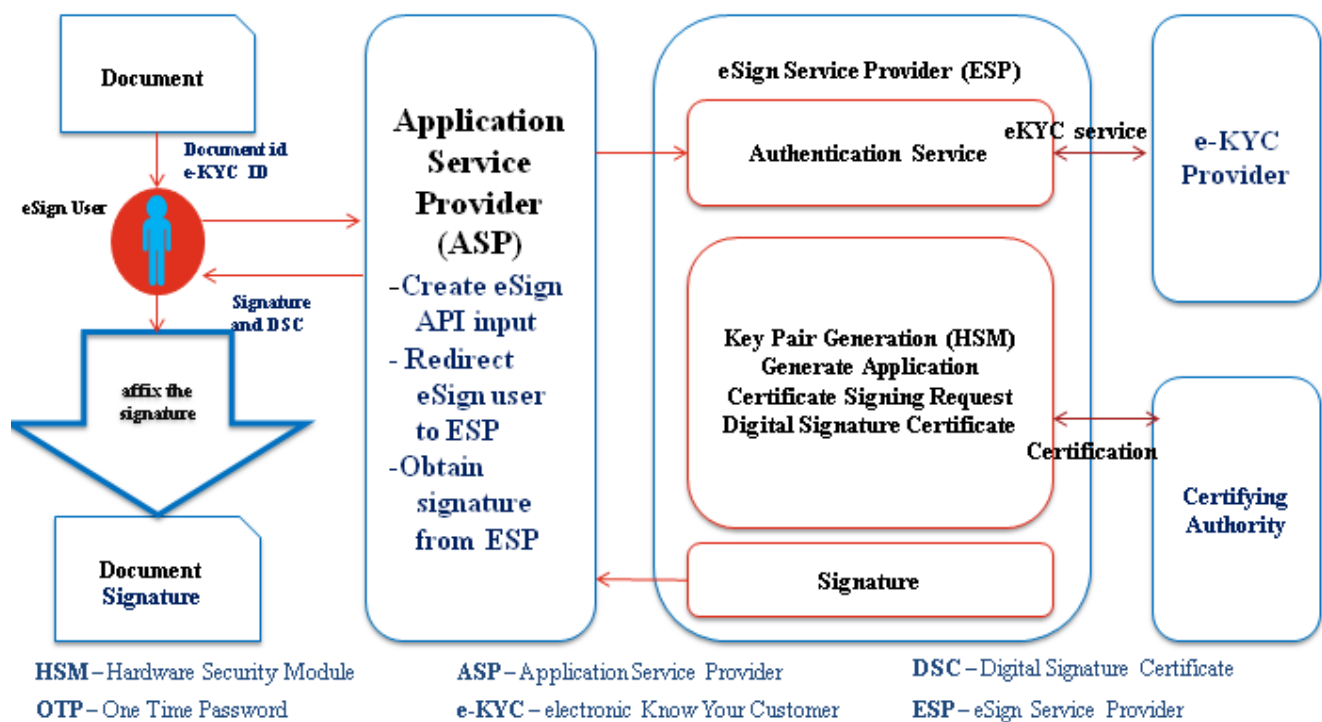 Document
Document id
e-KYC ID
eSign User
Signature
and DSC
affix the
signature
Document
Signature
Application
Service
Provider
(ASP)
-Create eSign
API input
- Redirect
eSign user
to ESP
-Obtain
signature
from ESP
eSign Service Provider (ESP)
Authentication Service
eKYC service
e-KYC
Provider
Key Pair Generation (HSM)
Generate Application
Certificate Signing Request
Digital Signature Certificate
Certification
Certifying
Authority
Signature
HSM – Hardware Security Module
ASP – Application Service Provider
DSC – Digital Signature Certificate
OTP – One Time Password
e-KYC – electronic Know Your Customer
ESP – eSign Service Provider